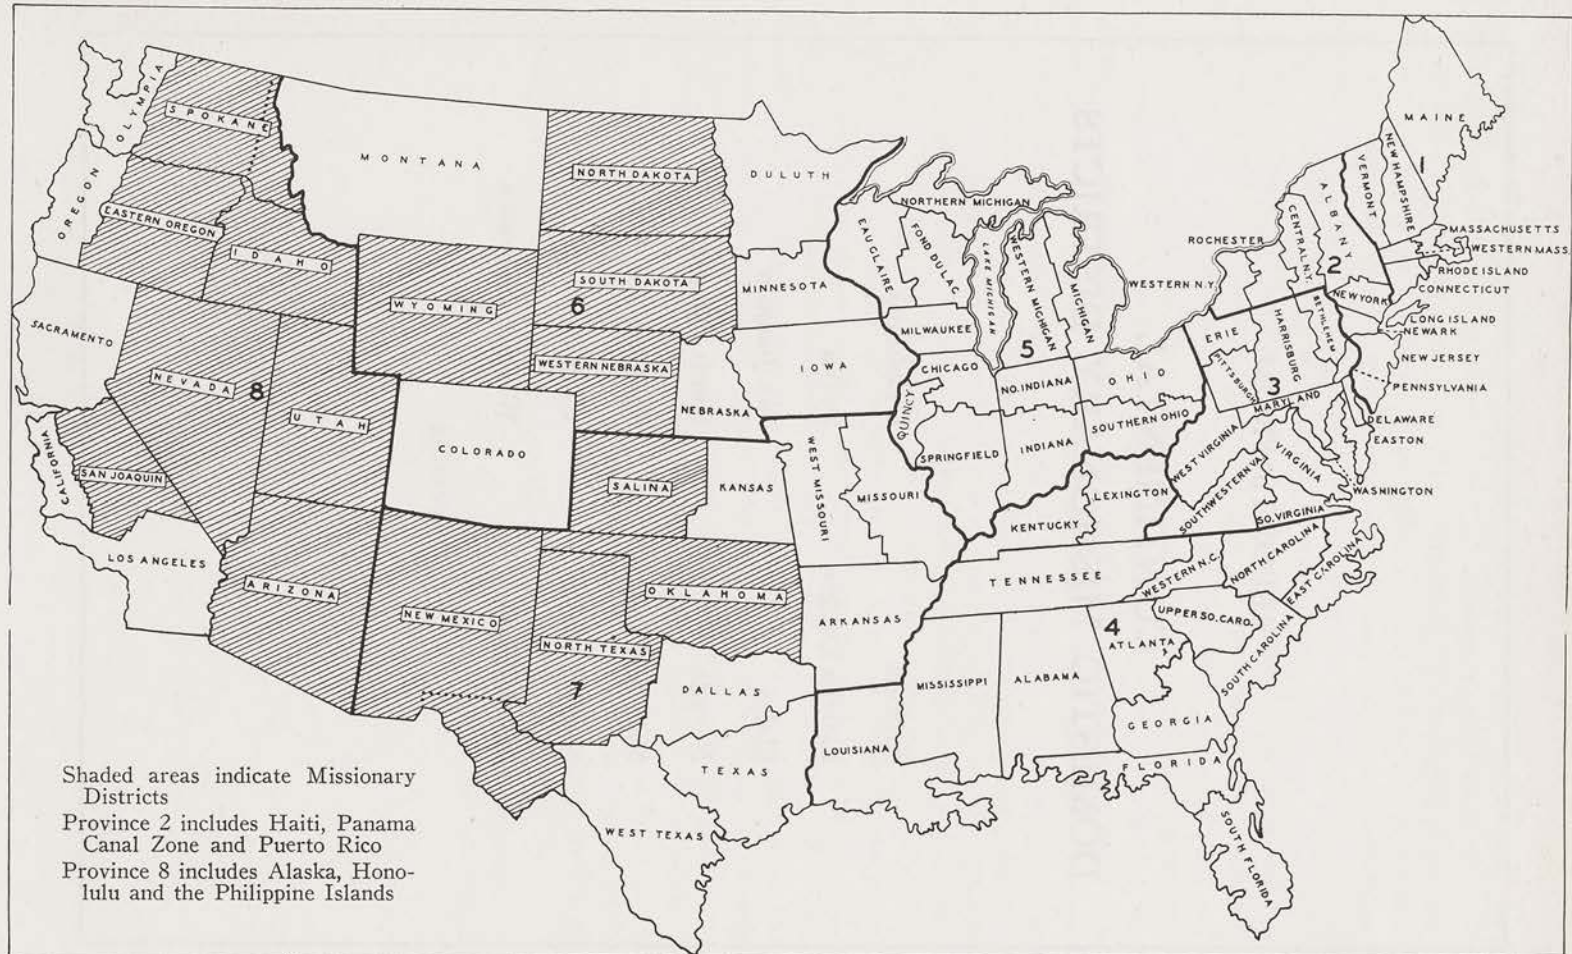 MAINE
OLYMPIA
SPOKANE
MONTANA
NORTH DAKOTA
DULUTH
NORTHERN MICHIGAN
VERMONT
NEW HAMPSHIRE
1
ALBANY
OREGON
EASTERN OREGON
IDAHO
WYOMING
SOUTH DAKOTA
6
MINNESOTA
EAU CLAIRE
FOND DU LAC
LAKE MICHIGAN
WESTERN MICHIGAN
MICHIGAN
5
ROCHESTER
CENTRAL N.Y.
WESTERN N.Y.
2
NEW YORK
MASSACHUSETTS
WESTERN MASS.
RHODE ISLAND
CONNECTICUT
LONG ISLAND
NEWARK
NEW JERSEY
PENNSYLVANIA
DELAWARE
EASTON
WASHINGTON
SACRAMENTO
NEVADA
8
UTAH
COLORADO
WESTERN NEBRASKA
NEBRASKA
IOWA
MILWAUKEE
CHICAGO
QUINCY
SPRINGFIELD
NO. INDIANA
INDIANA
OHIO
SOUTHERN OHIO
ERIE
PITTSBURGH
HARRISBURG
BETHLEHEM
3
MARYLAND
WEST VIRGINIA
VIRGINIA
SOUTHWESTERN VA.
SO. VIRGINIA
CALIFORNIA
SAN JOAQUIN
LOS ANGELES
ARIZONA
NEW MEXICO
SALINA
KANSAS
WEST MISSOURI
MISSOURI
KENTUCKY
LEXINGTON
TENNESSEE
WESTERN N.C.
NORTH CAROLINA
EAST CAROLINA
OKLAHOMA
ARKANSAS
NORTH TEXAS
7
DALLAS
TEXAS
WEST TEXAS
LOUISIANA
MISSISSIPPI
ALABAMA
4
ATLANTA
UPPER SO. CARO.
SOUTH CAROLINA
GEORGIA
FLORIDA
SOUTH FLORIDA
Shaded areas indicate Missionary
Districts
Province 2 includes Haiti, Panama
Canal Zone and Puerto Rico
Province 8 includes Alaska, Hono-
lulu and the Philippine Islands